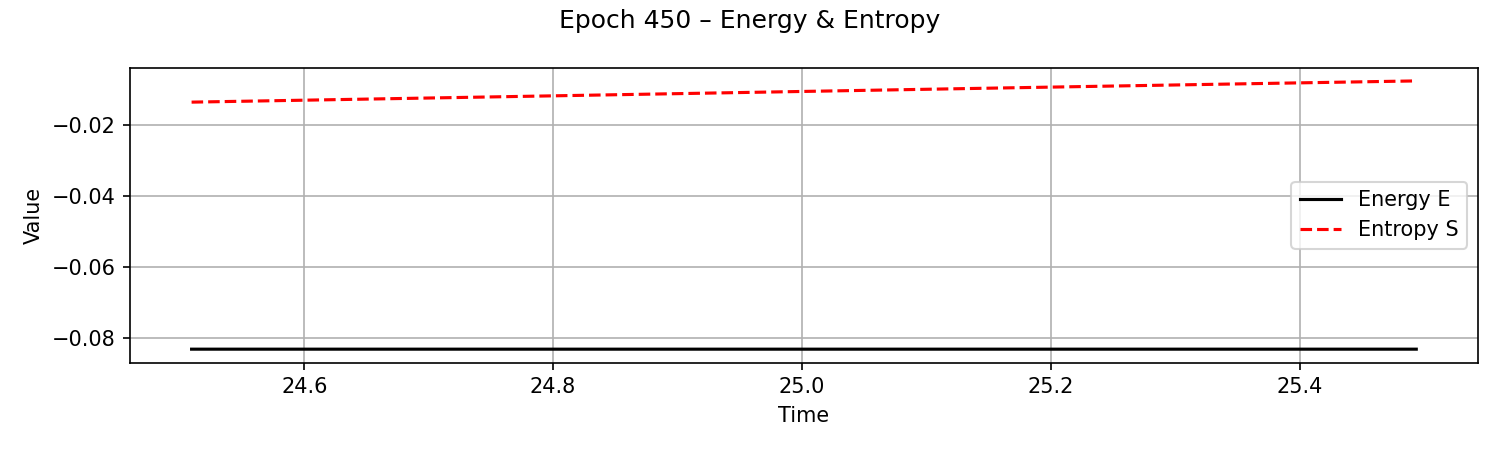 Epoch 450 – Energy & Entropy
Value
−0.02
−0.04
−0.06
−0.08
Energy E
Entropy S
24.6 24.8 25.0 25.2 25.4
Time